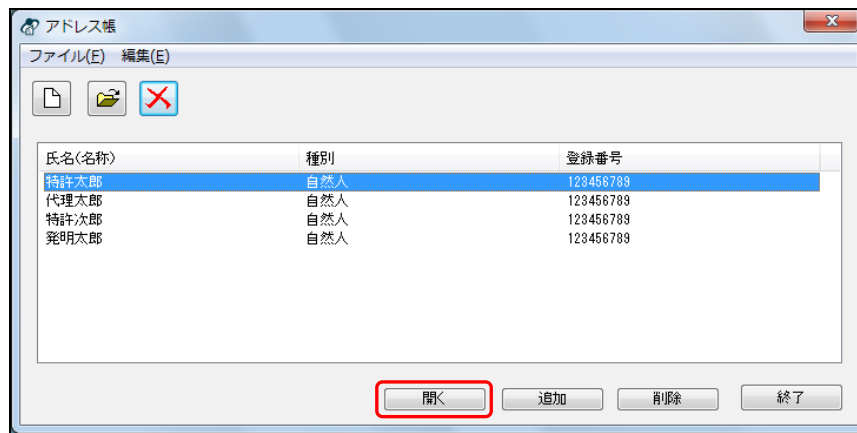 アドレス帳
ファイル(F) 編集(E)
氏名(名称) 種別 登録番号
特許太郎 自然人 123456789
代理太郎 自然人 123456789
特許次郎 自然人 123456789
発明太郎 自然人 123456789
開く 追加 削除 終了